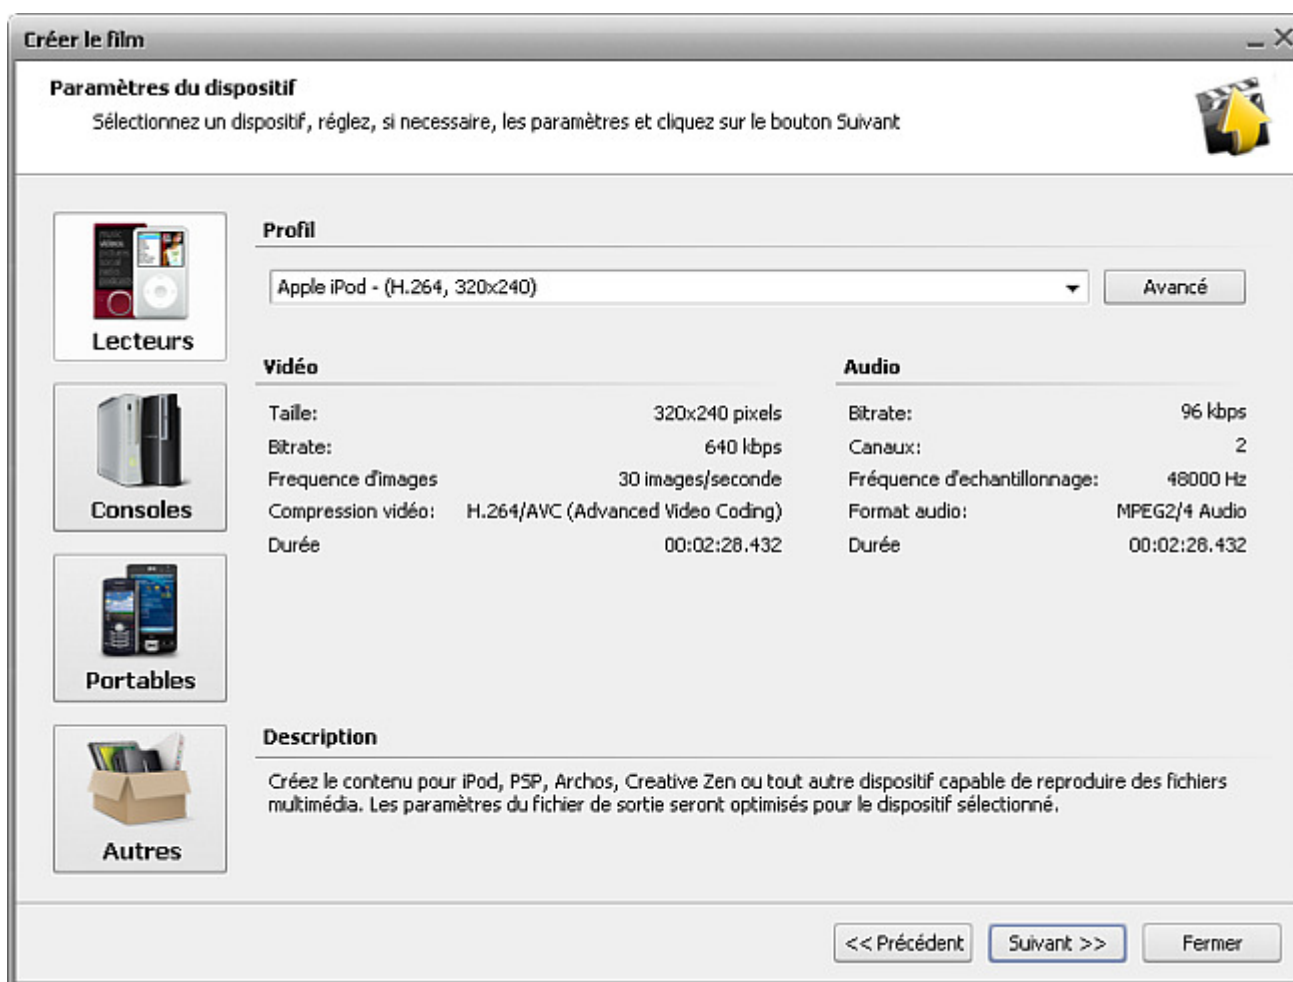 Créer le film
Paramètres du dispositif
Sélectionnez un dispositif, réglez, si necessaire, les paramètres et cliquez sur le bouton Suivant
Lecteurs
Consoles
Portables
Autres
Profil
Apple iPod - (H.264, 320x240)
Avancé
Vidéo
Taille: 320x240 pixels
Bitrate: 640 kbps
Frequence d'images 30 images/seconde
Compression vidéo: H.264/AVC (Advanced Video Coding)
Durée 00:02:28.432
Audio
Bitrate: 96 kbps
Canaux: 2
Fréquence d'echantillonnage: 48000 Hz
Format audio: MPEG2/4 Audio
Durée 00:02:28.432
Description
Créez le contenu pour iPod, PSP, Archos, Creative Zen ou tout autre dispositif capable de reproduire des fichiers
multimédia. Les paramètres du fichier de sortie seront optimisés pour le dispositif sélectionné.
<< Précédent
Suivant >>
Fermer